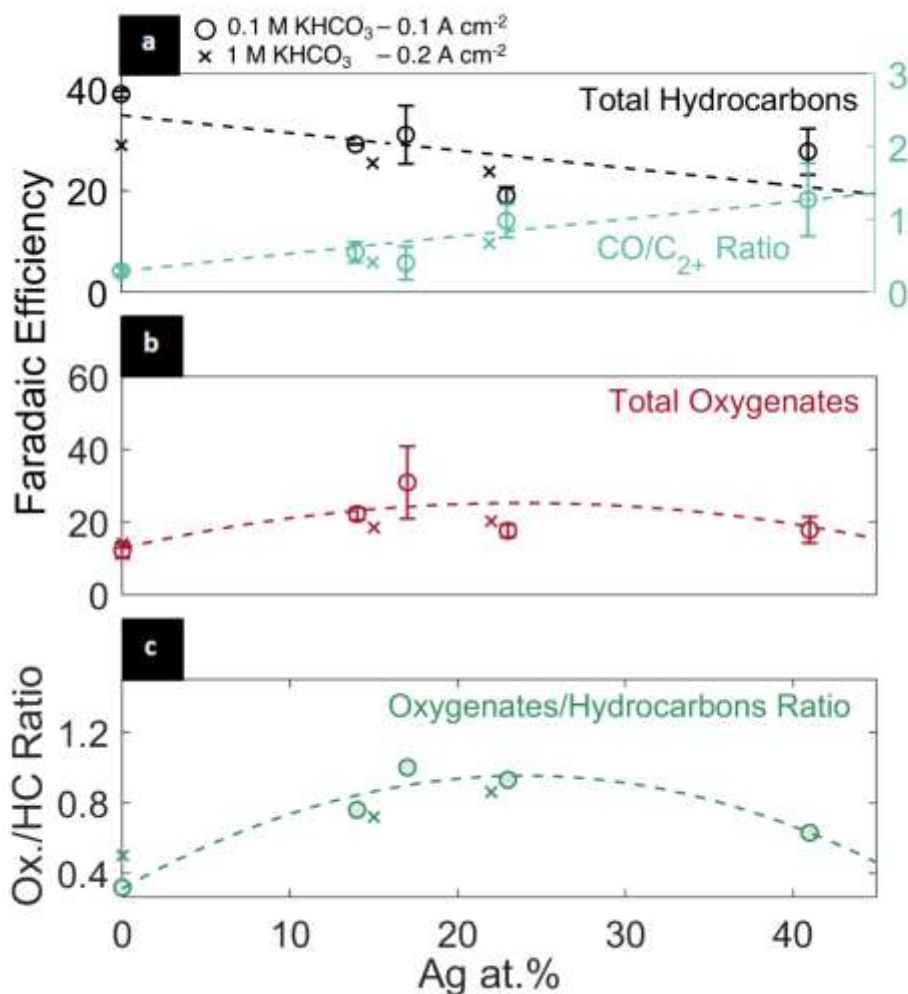 a
○ 0.1 M KHCO₃ – 0.1 A cm⁻²
× 1 M KHCO₃ – 0.2 A cm⁻²
Total Hydrocarbons
CO/C₂₊ Ratio
40
20
0
3
2
1
0
Faradaic Efficiency
b
Total Oxygenates
60
40
20
0
c
Oxygenates/Hydrocarbons Ratio
Ox./HC Ratio
1.2
0.8
0.4
0 10 20 30 40
Ag at.%